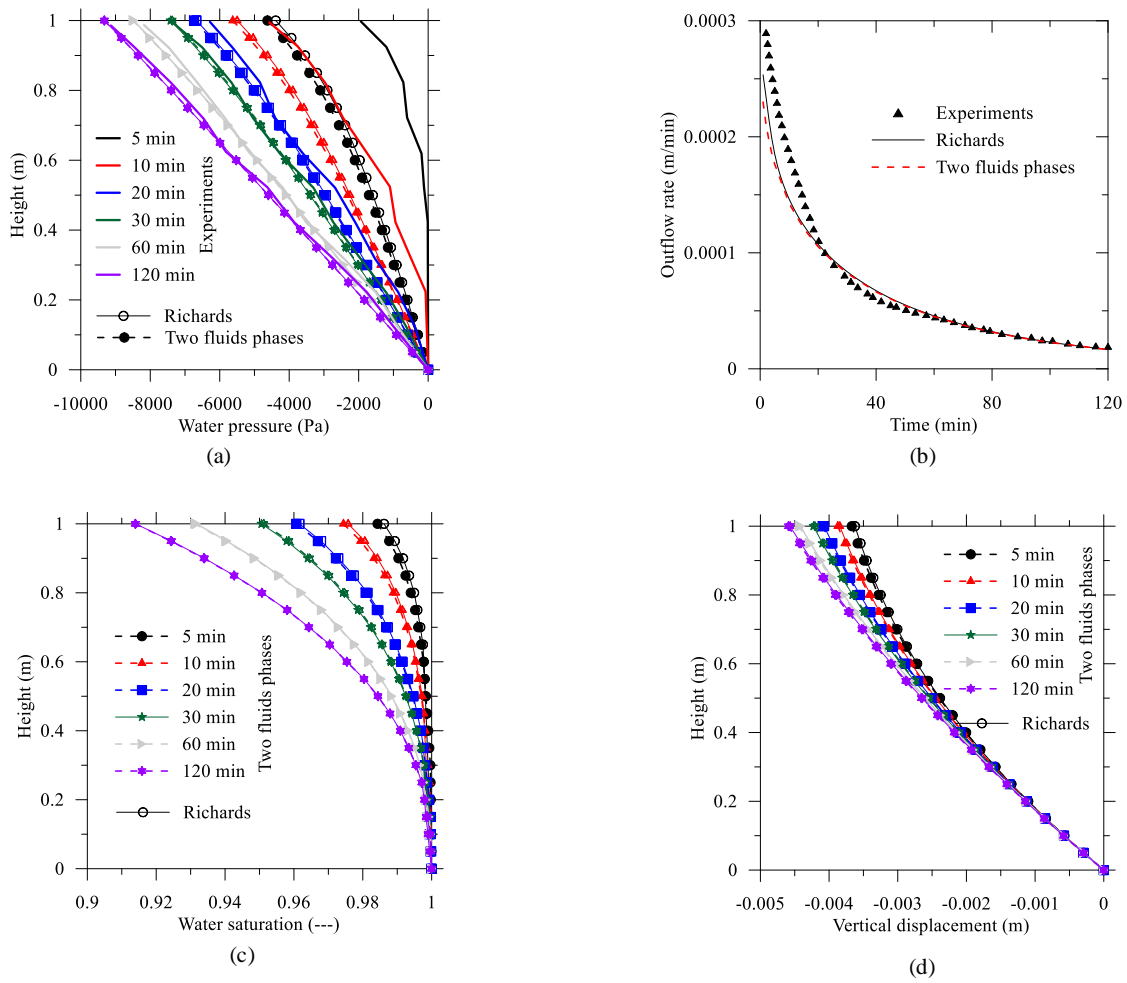 1
0.8
0.6
0.4
0.2
0
Height (m)
5 min
10 min
20 min
30 min
60 min
120 min
Experiments
Richards
Two fluids phases
-10000 -8000 -6000 -4000 -2000 0
Water pressure (Pa)
(a)
0.0003
0.0002
0.0001
0
Outflow rate (m/min)
Experiments
Richards
Two fluids phases
0 40 80 120
Time (min)
(b)
1
0.8
0.6
0.4
0.2
0
Height (m)
5 min
10 min
20 min
30 min
60 min
120 min
Two fluids phases
Richards
0.9 0.92 0.94 0.96 0.98 1
Water saturation (---)
(c)
1
0.8
0.6
0.4
0.2
0
Height (m)
5 min
10 min
20 min
30 min
60 min
120 min
Two fluids phases
Richards
-0.005 -0.004 -0.003 -0.002 -0.001 0
Vertical displacement (m)
(d)